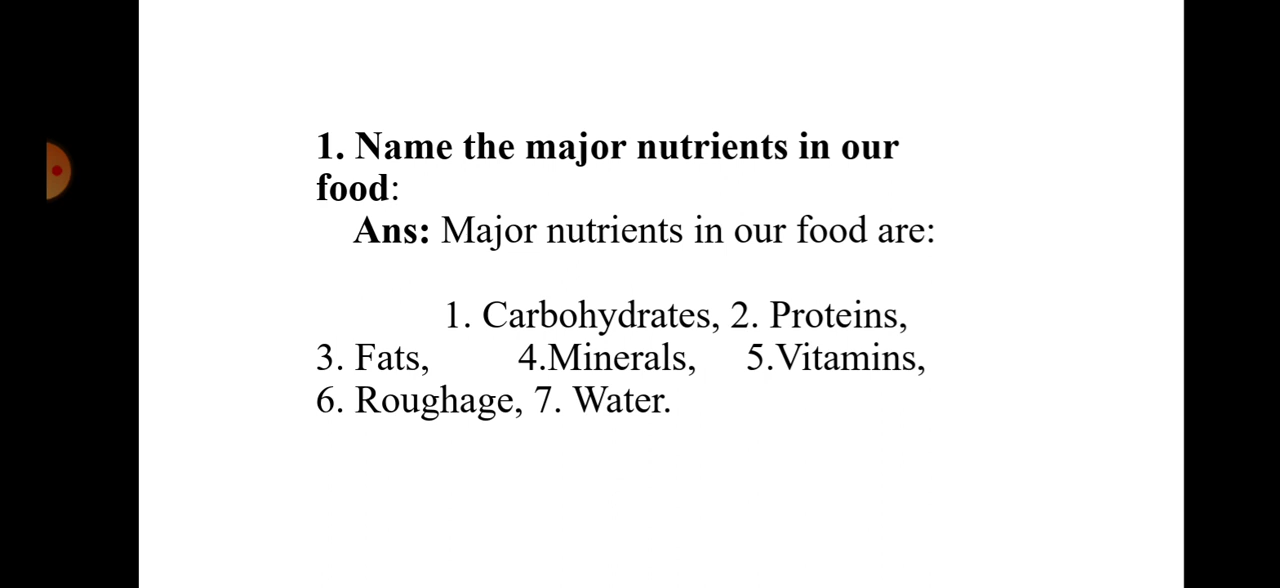 1. Name the major nutrients in our
food:
Ans: Major nutrients in our food are:
1. Carbohydrates, 2. Proteins,
3. Fats, 4.Minerals, 5.Vitamins,
6. Roughage, 7. Water.